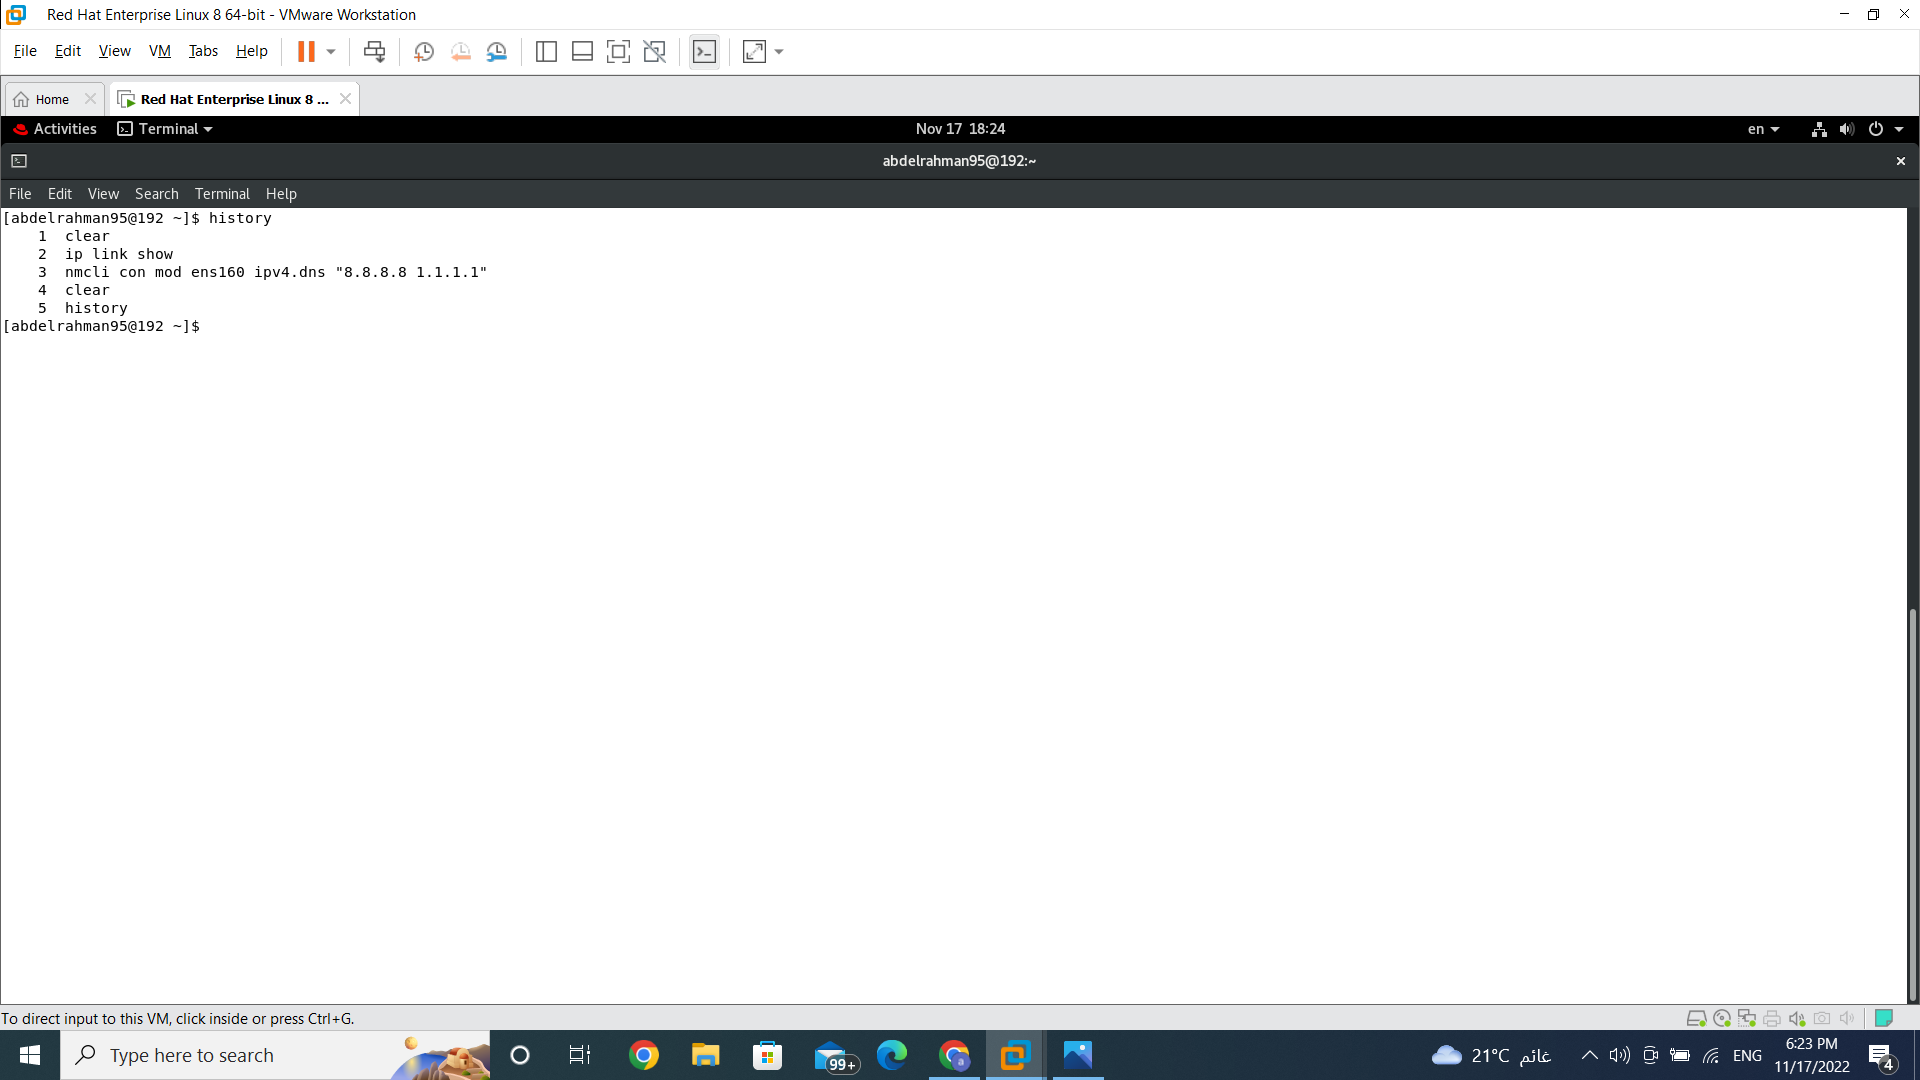 Red Hat Enterprise Linux 8 64-bit - VMware Workstation
File Edit View VM Tabs Help
Home Red Hat Enterprise Linux 8 ...
Activities Terminal Nov 17 18:24 en
abdelrahman95@192:~
File Edit View Search Terminal Help
[abdelrahman95@192 ~]$ history
1 clear
2 ip link show
3 nmcli con mod ens160 ipv4.dns "8.8.8.8 1.1.1.1"
4 clear
5 history
[abdelrahman95@192 ~]$
To direct input to this VM, click inside or press Ctrl+G.
Type here to search
99+
21°C غائم
ENG
6:23 PM
11/17/2022
4